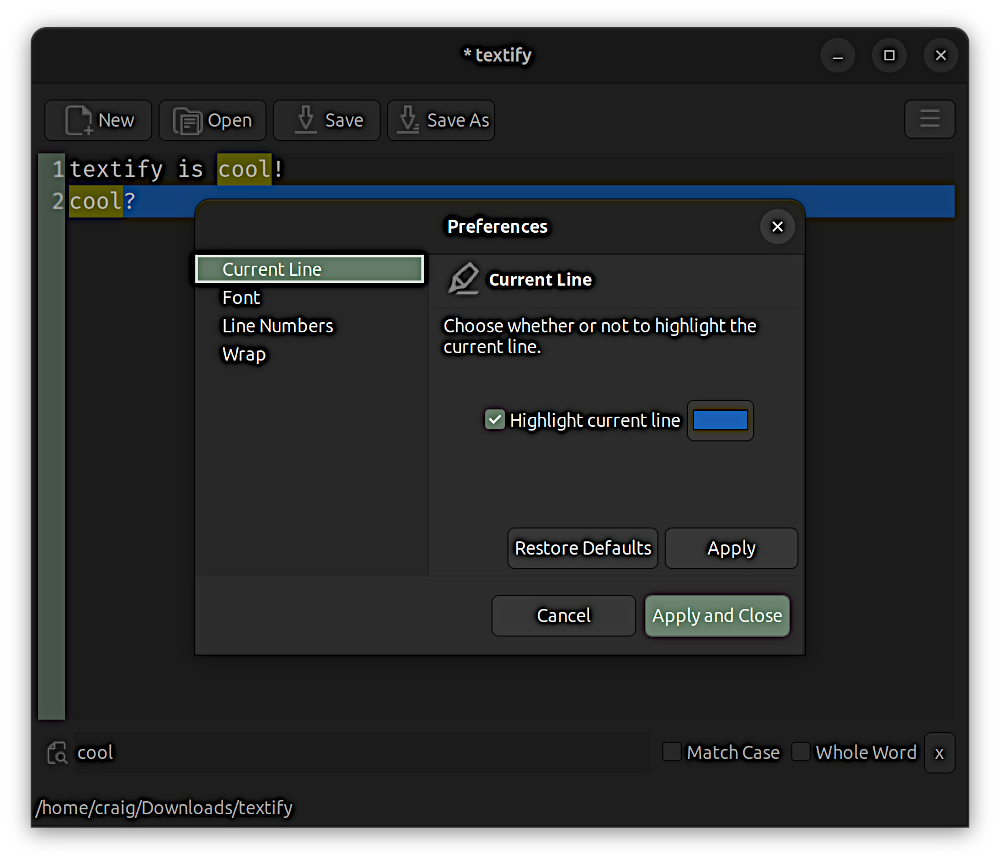 * textify
New Open Save Save As
1 textify is cool!
2 cool?
Preferences
Current Line
Font
Line Numbers
Wrap
Current Line
Choose whether or not to highlight the
current line.
Highlight current line
Restore Defaults Apply
Cancel Apply and Close
cool Match Case Whole Word x
/home/craig/Downloads/textify